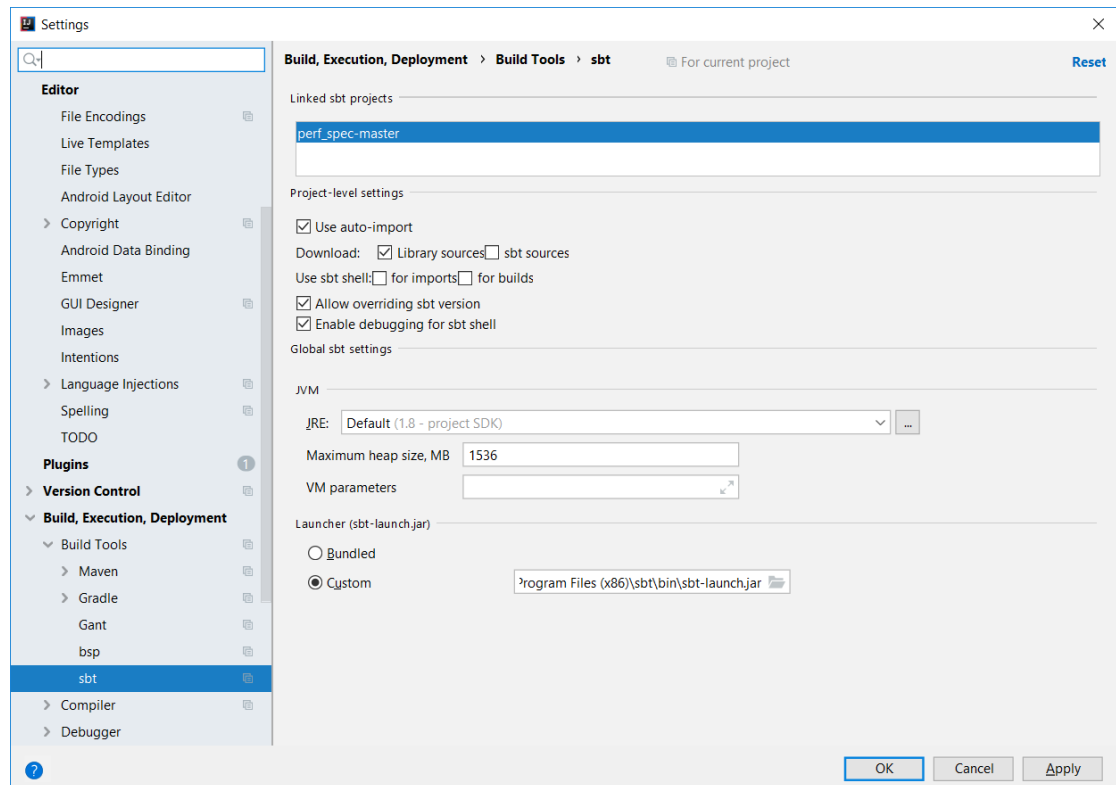 Settings
Editor
File Encodings
Live Templates
File Types
Android Layout Editor
Copyright
Android Data Binding
Emmet
GUI Designer
Images
Intentions
Language Injections
Spelling
TODO
Plugins 1
Version Control
Build, Execution, Deployment
Build Tools
Maven
Gradle
Gant
bsp
sbt
Compiler
Debugger
?
Build, Execution, Deployment › Build Tools › sbt For current project Reset
Linked sbt projects
perf_spec-master
Project-level settings
Use auto-import
Download: Library sources sbt sources
Use sbt shell: for imports for builds
Allow overriding sbt version
Enable debugging for sbt shell
Global sbt settings
JVM
JRE: Default (1.8 - project SDK) ...
Maximum heap size, MB 1536
VM parameters
Launcher (sbt-launch.jar)
Bundled
Custom Program Files (x86)\sbt\bin\sbt-launch.jar
OK Cancel Apply